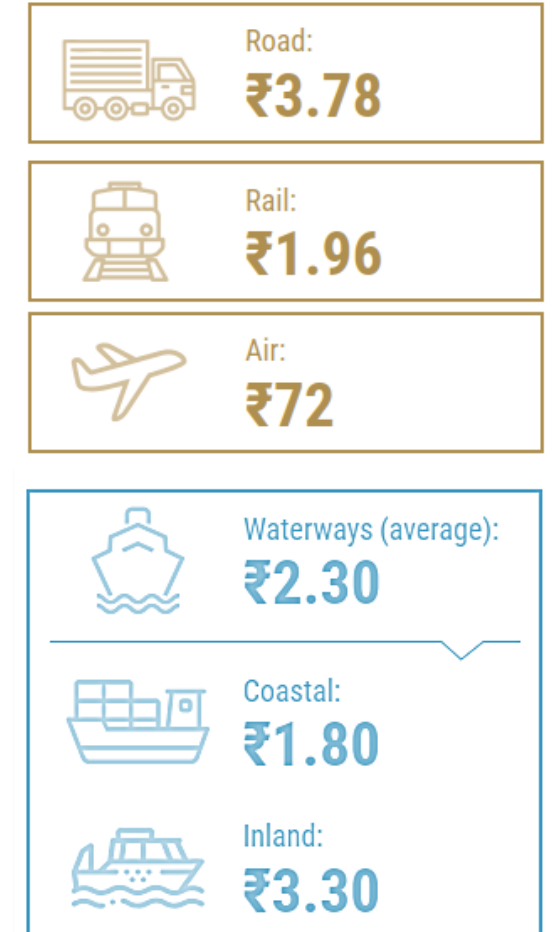 Road:
₹3.78
Rail:
₹1.96
Air:
₹72
Waterways (average):
₹2.30
Coastal:
₹1.80
Inland:
₹3.30